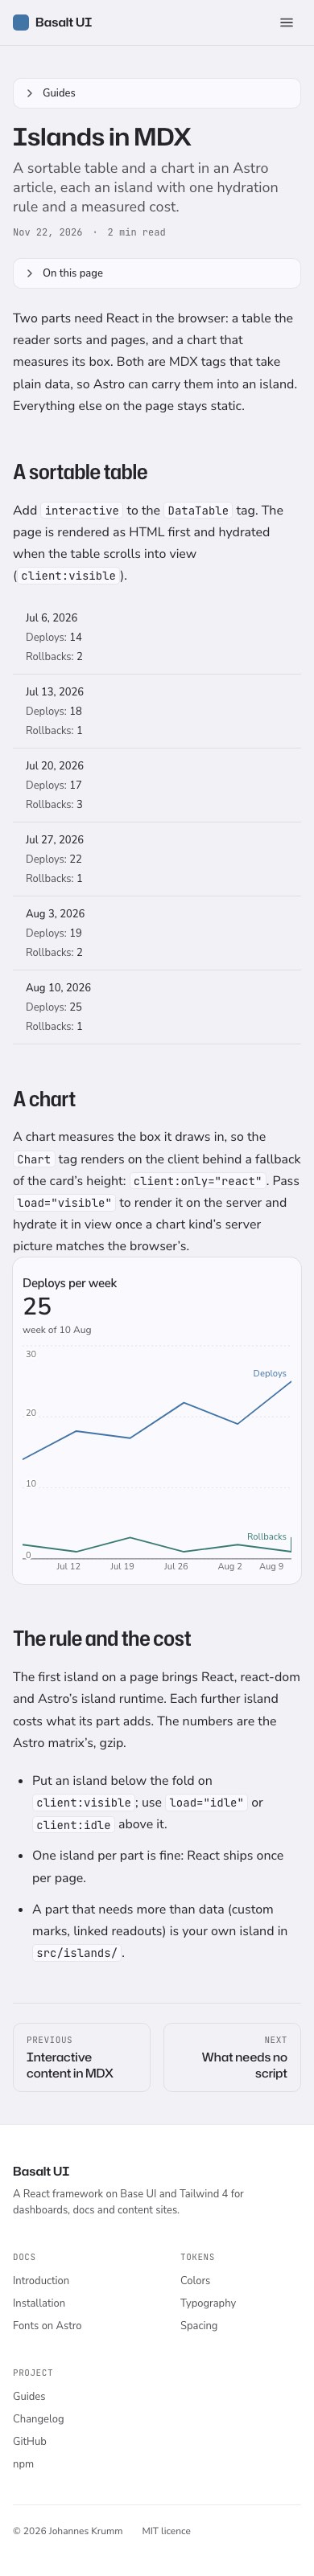 Basalt UI
Guides
Islands in MDX
A sortable table and a chart in an Astro
article, each an island with one hydration
rule and a measured cost.
Nov 22, 2026 · 2 min read
On this page
Two parts need React in the browser: a table the
reader sorts and pages, and a chart that
measures its box. Both are MDX tags that take
plain data, so Astro can carry them into an island.
Everything else on the page stays static.
A sortable table
Add interactive to the DataTable tag. The
page is rendered as HTML first and hydrated
when the table scrolls into view
(client:visible).
Jul 6, 2026
Deploys: 14
Rollbacks: 2
Jul 13, 2026
Deploys: 18
Rollbacks: 1
Jul 20, 2026
Deploys: 17
Rollbacks: 3
Jul 27, 2026
Deploys: 22
Rollbacks: 1
Aug 3, 2026
Deploys: 19
Rollbacks: 2
Aug 10, 2026
Deploys: 25
Rollbacks: 1
A chart
A chart measures the box it draws in, so the
Chart tag renders on the client behind a fallback
of the card’s height: client:only="react". Pass
load="visible" to render it on the server and
hydrate it in view once a chart kind’s server
picture matches the browser’s.
Deploys per week
25
week of 10 Aug
30
Deploys
20
10
Rollbacks
0
Jul 12 Jul 19 Jul 26 Aug 2 Aug 9
The rule and the cost
The first island on a page brings React, react-dom
and Astro’s island runtime. Each further island
costs what its part adds. The numbers are the
Astro matrix’s, gzip.
• Put an island below the fold on
client:visible; use load="idle" or
client:idle above it.
• One island per part is fine: React ships once
per page.
• A part that needs more than data (custom
marks, linked readouts) is your own island in
src/islands/.
PREVIOUS
Interactive
content in MDX
NEXT
What needs no
script
Basalt UI
A React framework on Base UI and Tailwind 4 for
dashboards, docs and content sites.
DOCS
Introduction
Installation
Fonts on Astro
TOKENS
Colors
Typography
Spacing
PROJECT
Guides
Changelog
GitHub
npm
© 2026 Johannes Krumm MIT licence